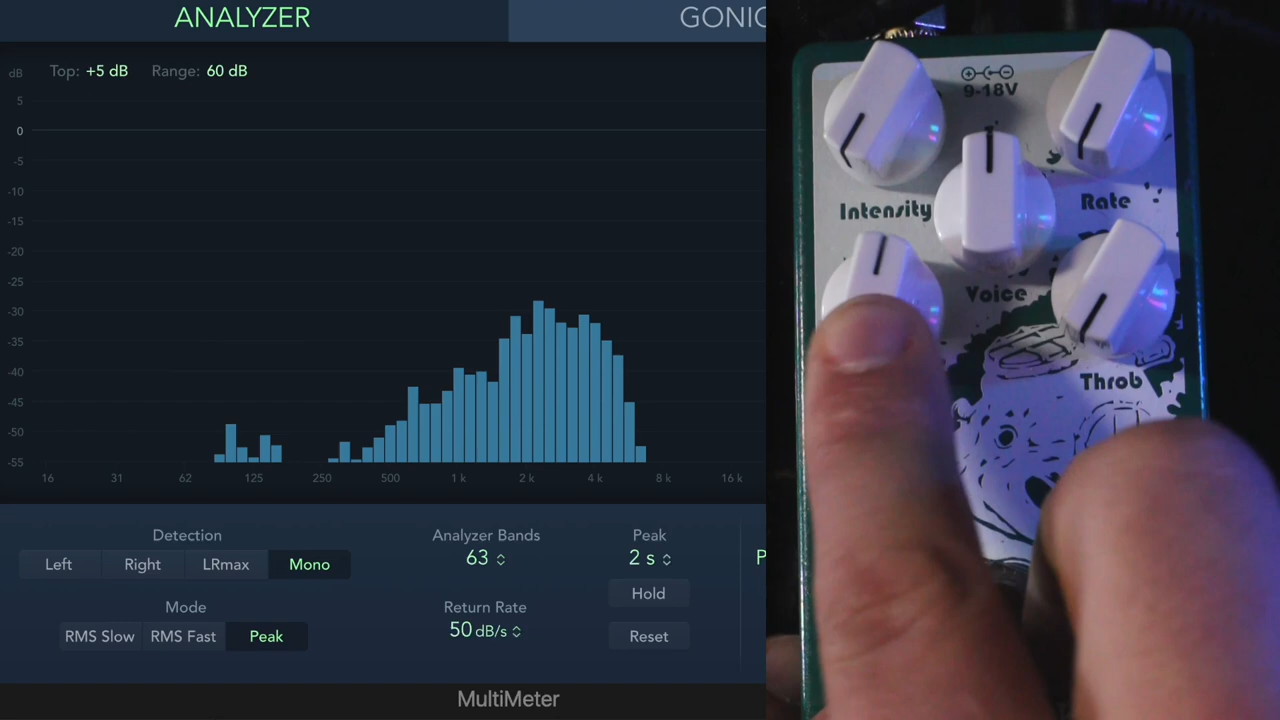 ANALYZER
GONIO
dB Top: +5 dB Range: 60 dB
5
0
-5
-10
-15
-20
-25
-30
-35
-40
-45
-50
-55
16 31 62 125 250 500 1 k 2 k 4 k 8 k 16 k
Detection
Left Right LRmax Mono
Mode
RMS Slow RMS Fast Peak
Analyzer Bands
63
Return Rate
50 dB/s
Peak
2 s
Hold
Reset
P
MultiMeter
9-18V
Intensity
Rate
Voice
Throb